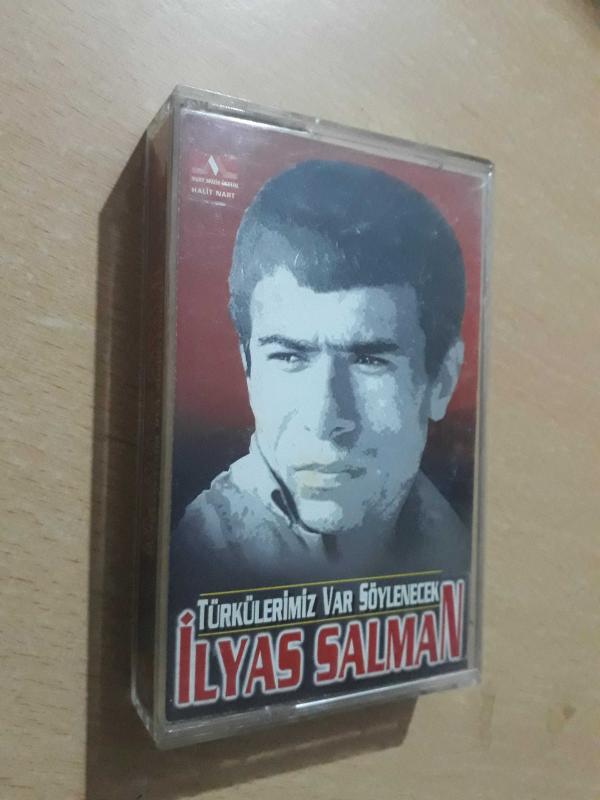 HALİT NART
TÜRKÜLERİMİZ VAR SÖYLENECEK
İLYAS SALMAN